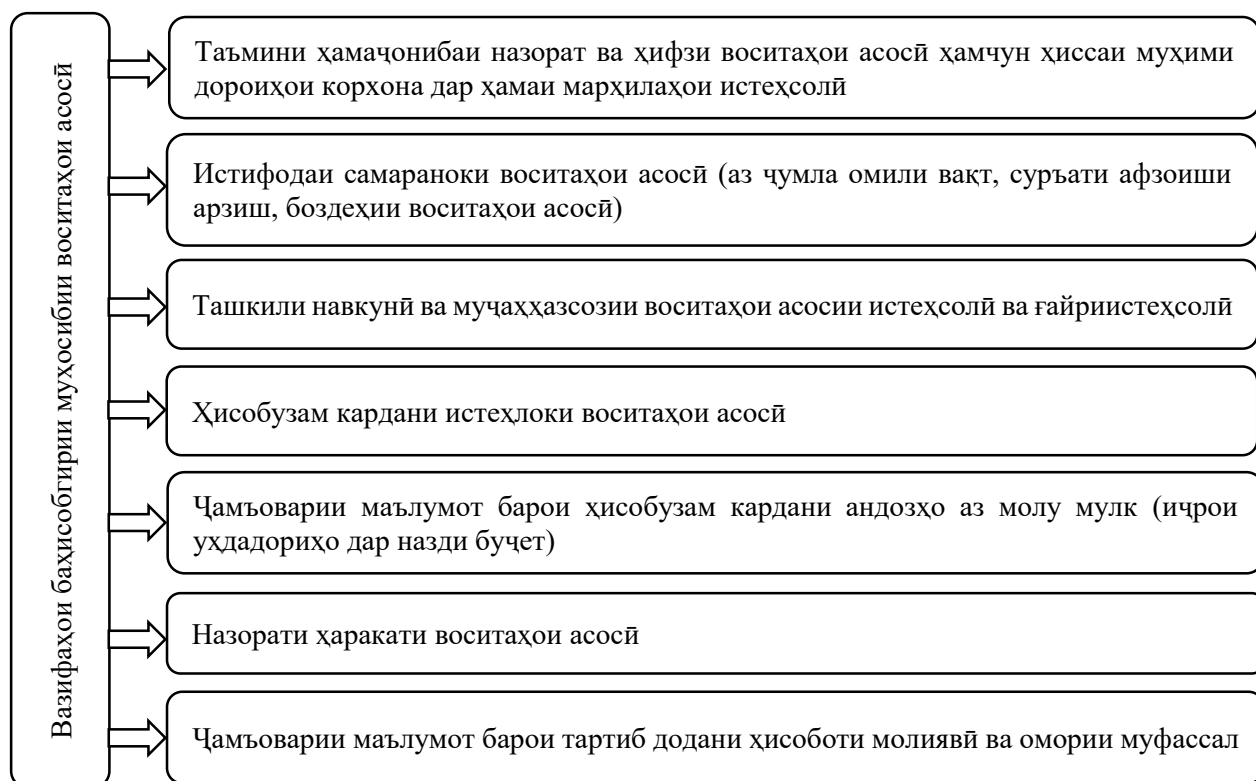 Вазифаҳои баҳисобгирии муҳосибии воситаҳои асосӣ
Таъмини ҳамаҷонибаи назорат ва ҳифзи воситаҳои асосӣ ҳамчун ҳиссаи муҳими
дороиҳои корхона дар ҳамаи марҳилаҳои истеҳсолӣ
Истифодаи самараноки воситаҳои асосӣ (аз ҷумла омили вақт, суръати афзоиши
арзиш, боздеҳии воситаҳои асосӣ)
Ташкили навкунӣ ва муҷаҳҳазсозии воситаҳои асосии истеҳсолӣ ва ғайриистеҳсолӣ
Ҳисобузам кардани истеҳлоки воситаҳои асосӣ
Ҷамъоварии маълумот барои ҳисобузам кардани андозҳо аз молу мулк (иҷрои
уҳдадориҳо дар назди буҷет)
Назорати ҳаракати воситаҳои асосӣ
Ҷамъоварии маълумот барои тартиб додани ҳисоботи молиявӣ ва омории муфассал